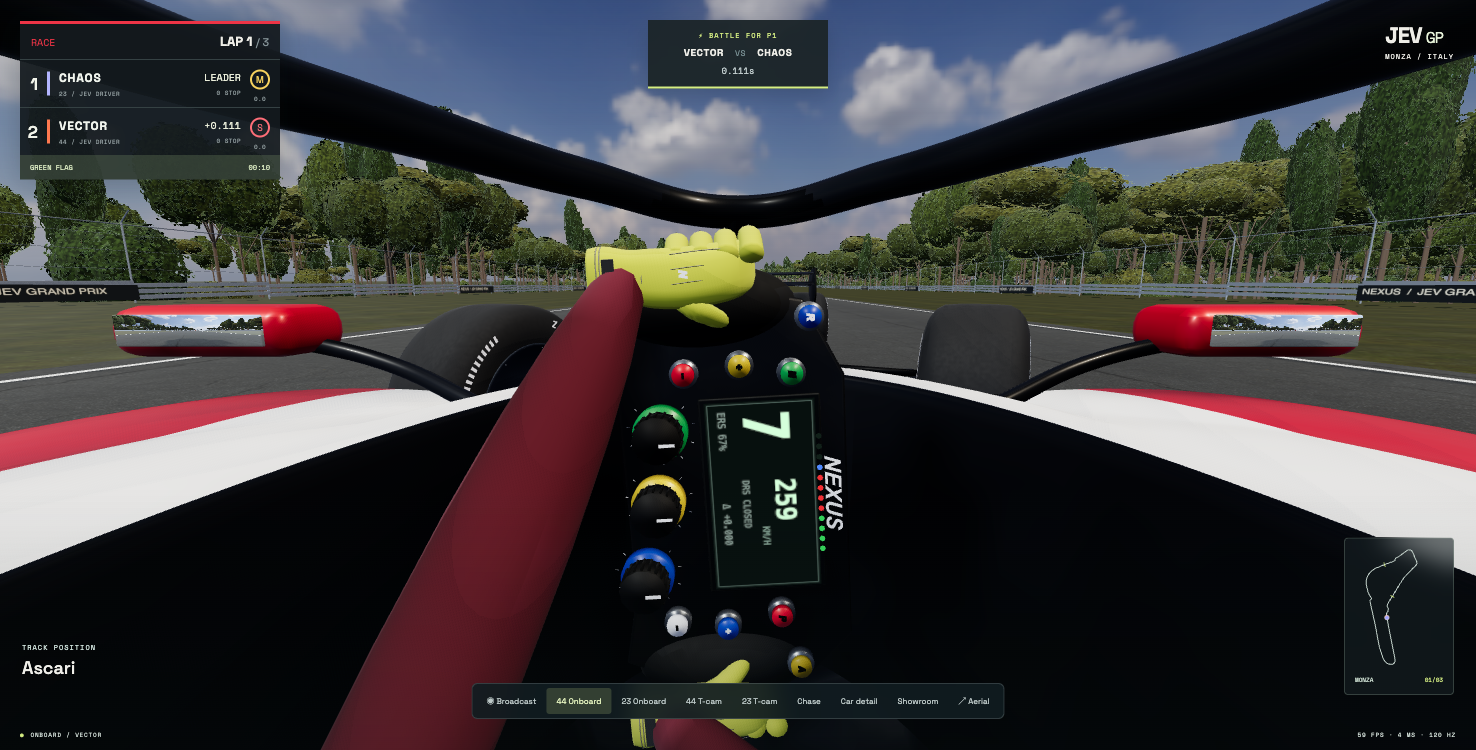 RACE
LAP 1 / 3
1 CHAOS LEADER M
23 / JEV DRIVER 0 STOP 0.0
2 VECTOR +0.111 S
44 / JEV DRIVER 0 STOP 0.0
GREEN FLAG 00:10
⚡ BATTLE FOR P1
VECTOR VS CHAOS
0.111s
JEV GP
MONZA / ITALY
JEV GRAND PRIX
NEXUS / JEV GRA
R
7
ERS 67%
259
KM/H
DRS CLOSED
Δ +0.000
NEXUS
TRACK POSITION
Ascari
MONZA 01/03
Broadcast 44 Onboard 23 Onboard 44 T-cam 23 T-cam Chase Car detail Showroom Aerial
ONBOARD / VECTOR
59 FPS · 4 MS · 120 HZ